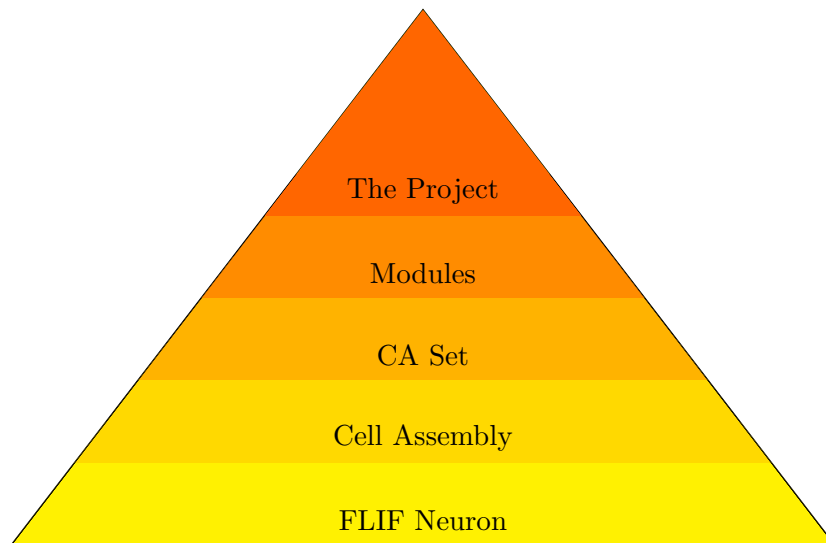 The Project
Modules
CA Set
Cell Assembly
FLIF Neuron